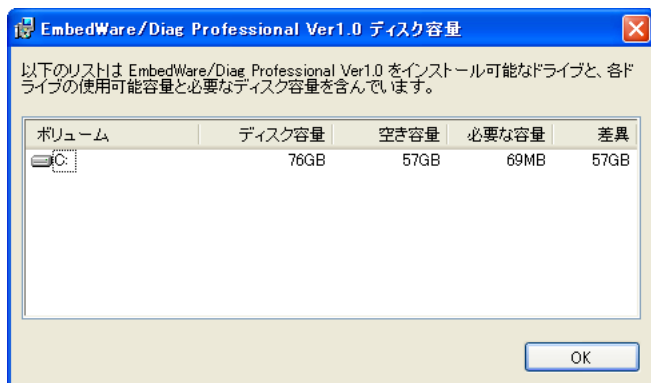 EmbedWare/Diag Professional Ver1.0 ディスク容量
以下のリストは EmbedWare/Diag Professional Ver1.0 をインストール可能なドライブと、各ド
ライブの使用可能容量と必要なディスク容量を含んでいます。
ボリューム ディスク容量 空き容量 必要な容量 差異
C: 76GB 57GB 69MB 57GB
OK